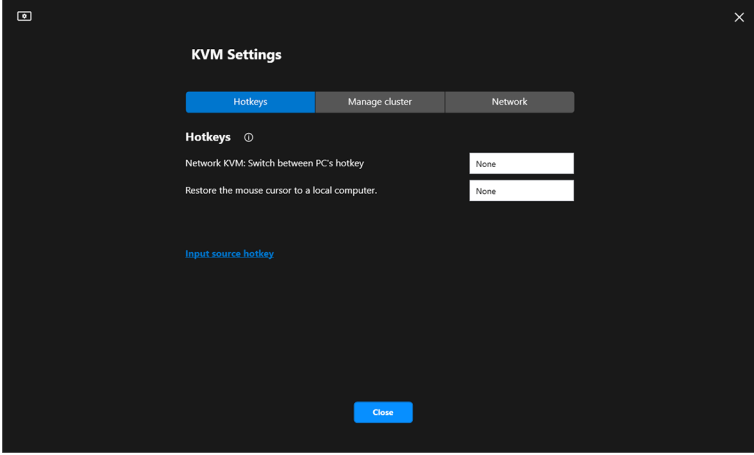 KVM Settings
Hotkeys
Manage cluster
Network
Hotkeys
Network KVM: Switch between PC's hotkey
None
Restore the mouse cursor to a local computer.
None
Input source hotkey
Close